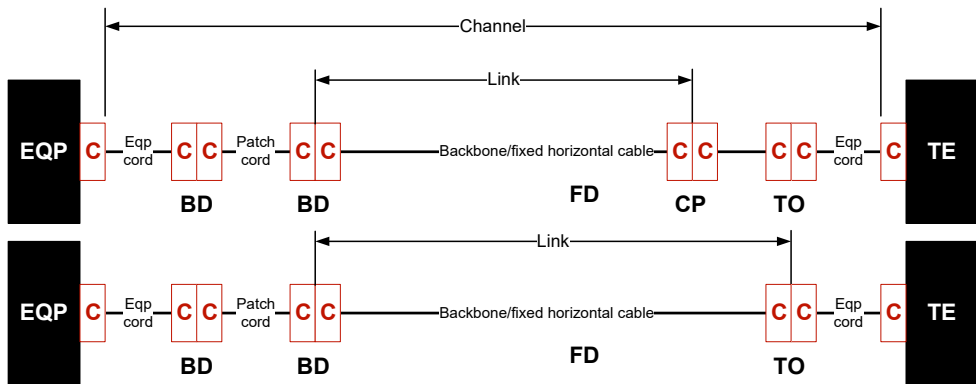 Channel
Link
EQP C Eqp cord C C Patch cord C C Backbone/fixed horizontal cable C C C C Eqp cord C TE
BD BD FD CP TO
Link
EQP C Eqp cord C C Patch cord C C Backbone/fixed horizontal cable C C Eqp cord C TE
BD BD FD TO